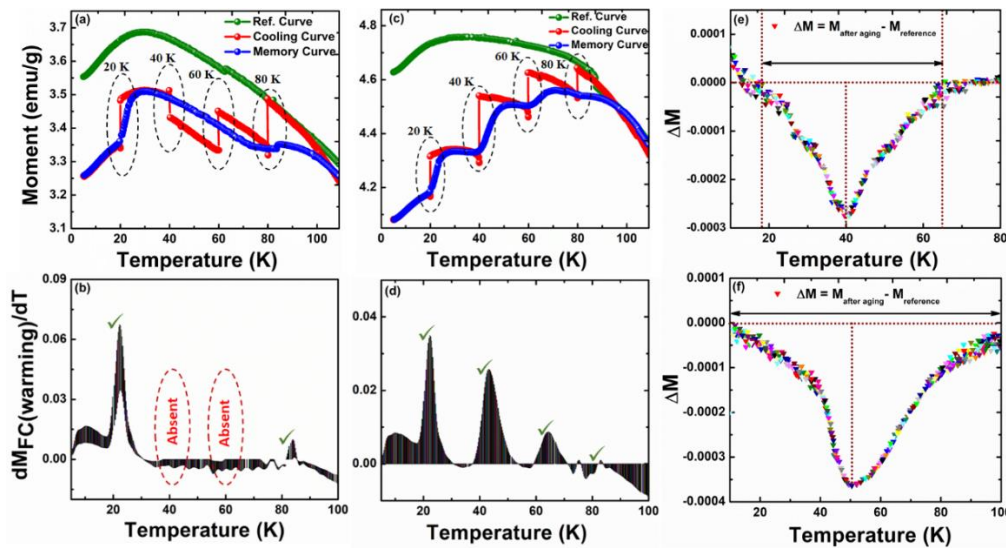 (a)
Ref. Curve
Cooling Curve
Memory Curve
20 K
40 K
60 K
80 K
Moment (emu/g)
3.7
3.6
3.5
3.4
3.3
3.2
3.1
0 20 40 60 80 100
Temperature (K)
(c)
Ref. Curve
Cooling Curve
Memory Curve
60 K
80 K
40 K
20 K
4.8
4.6
4.4
4.2
0 20 40 60 80 100
Temperature (K)
(e)
ΔM = Mafter aging - Mreference
ΔM
0.0001
0.0000
-0.0001
-0.0002
-0.0003
20 40 60 80
Temperature (K)
(b)
Absent
Absent
dMFC(warming)/dT
0.09
0.06
0.03
0.00
20 40 60 80 100
Temperature (K)
(d)
0.04
0.02
0.00
20 40 60 80 100
Temperature (K)
(f)
ΔM = Mafter aging - Mreference
ΔM
0.0001
0.0000
-0.0001
-0.0002
-0.0003
-0.0004
20 40 60 80 100
Temperature (K)